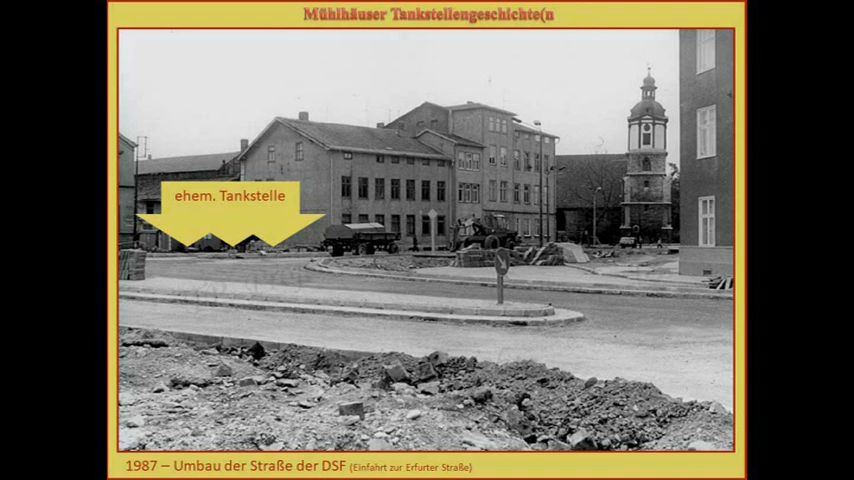 Mühlhäuser Tankstellengeschichte(n
ehem. Tankstelle
1987 – Umbau der Straße der DSF (Einfahrt zur Erfurter Straße)